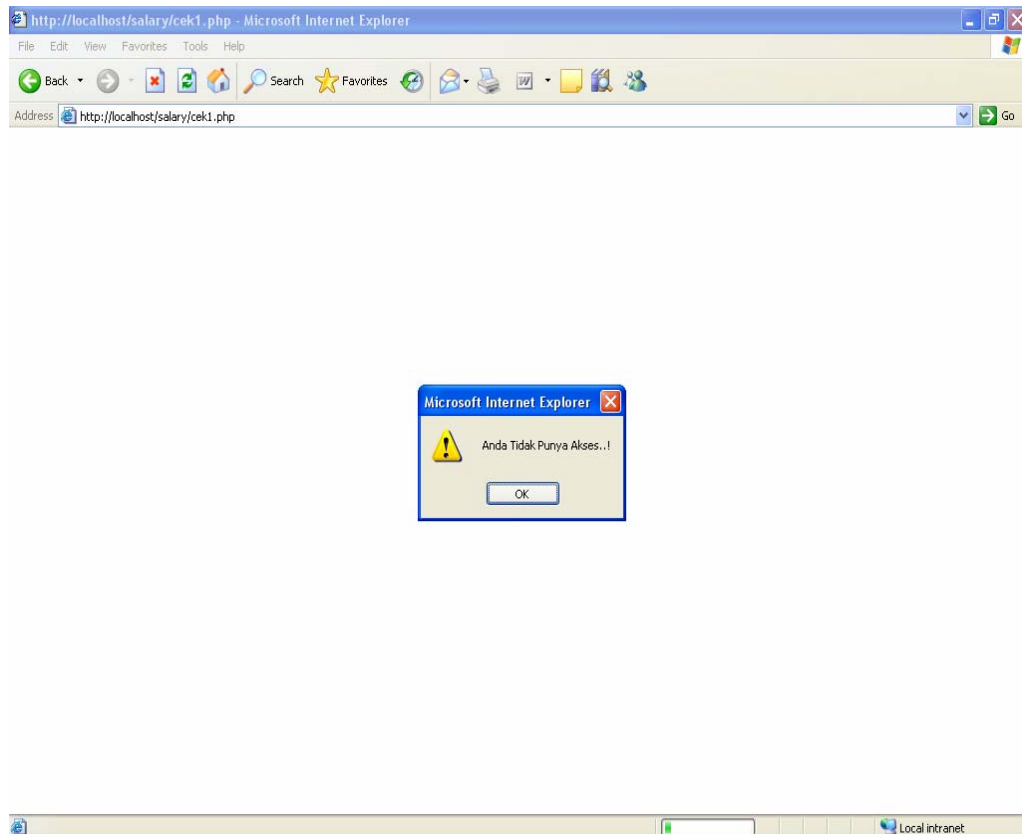 http://localhost/salary/cek1.php - Microsoft Internet Explorer
File Edit View Favorites Tools Help
Back Search Favorites
Address http://localhost/salary/cek1.php Go
Microsoft Internet Explorer
Anda Tidak Punya Akses..!
OK
Local intranet